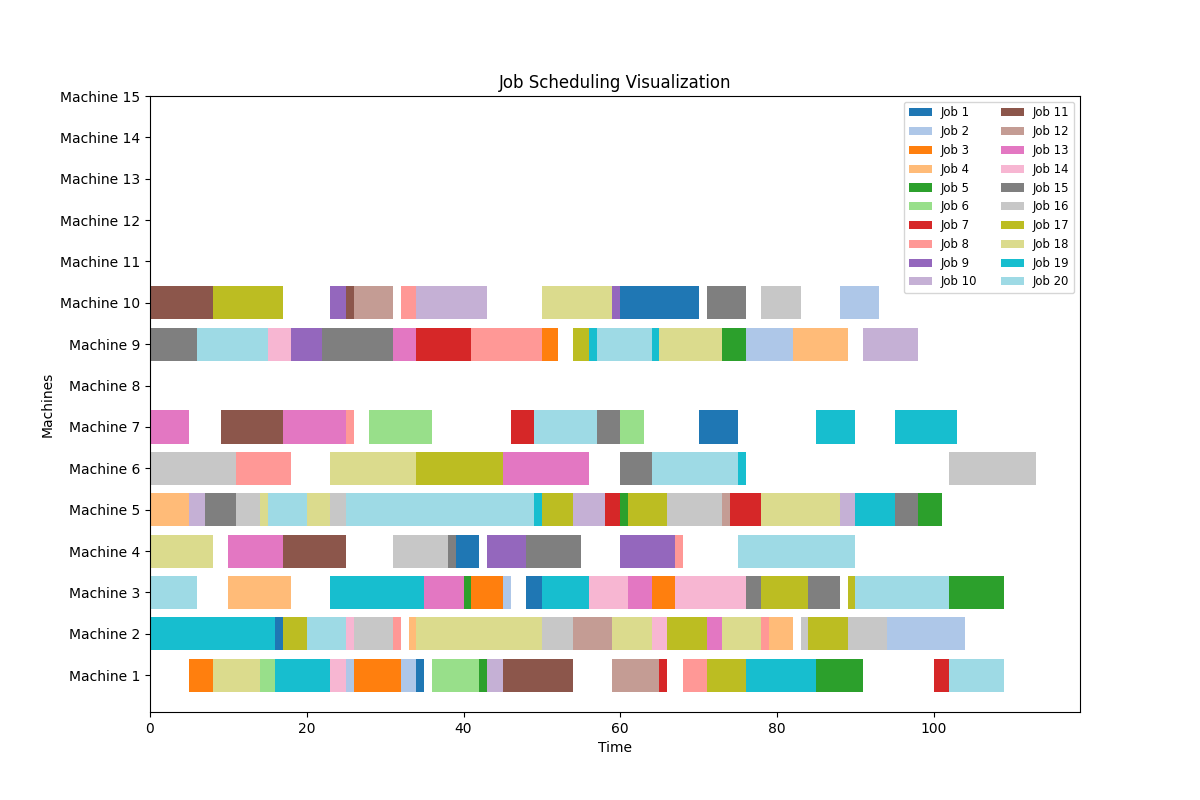 Job Scheduling Visualization
Machine 15
Machine 14
Machine 13
Machine 12
Machine 11
Machine 10
Machine 9
Machine 8
Machine 7
Machine 6
Machine 5
Machine 4
Machine 3
Machine 2
Machine 1
Machines
0 20 40 60 80 100
Time
Job 1
Job 2
Job 3
Job 4
Job 5
Job 6
Job 7
Job 8
Job 9
Job 10
Job 11
Job 12
Job 13
Job 14
Job 15
Job 16
Job 17
Job 18
Job 19
Job 20